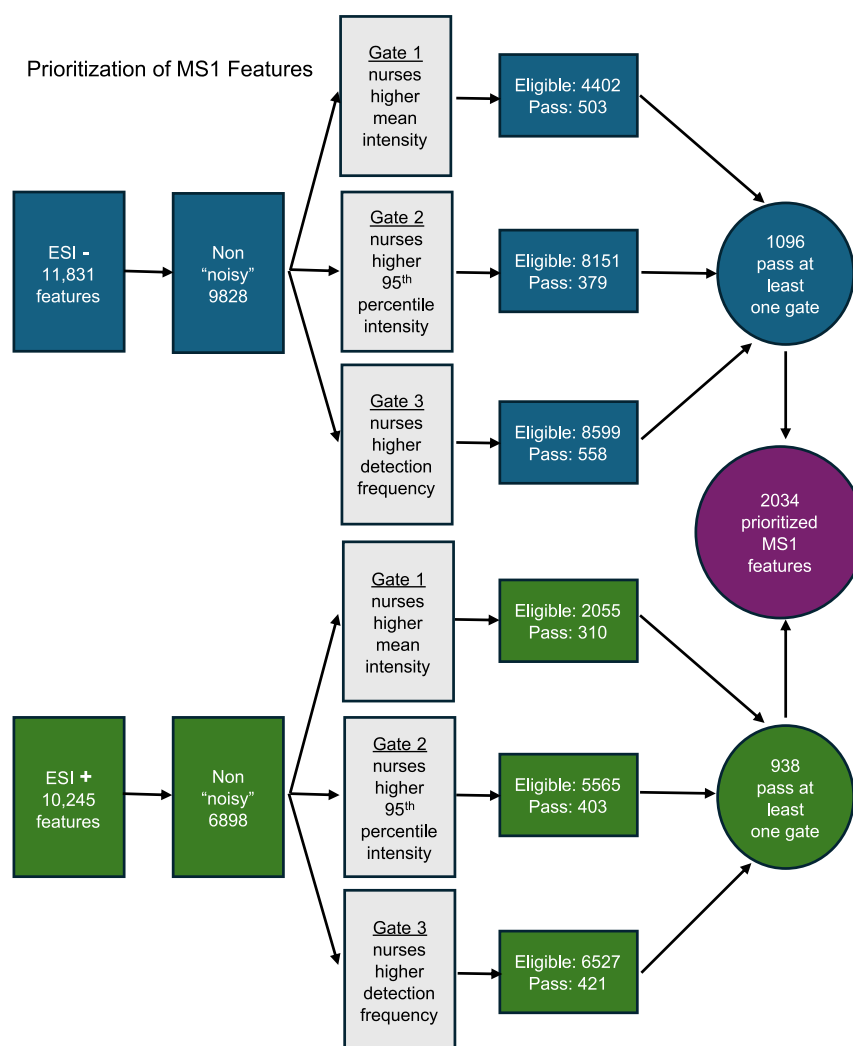 Prioritization of MS1 Features
Gate 1
nurses
higher
mean
intensity
Eligible: 4402
Pass: 503
ESI -
11,831
features
Non
“noisy”
9828
Gate 2
nurses
higher
95th
percentile
intensity
Eligible: 8151
Pass: 379
1096
pass at
least
one gate
Gate 3
nurses
higher
detection
frequency
Eligible: 8599
Pass: 558
2034
prioritized
MS1
features
Gate 1
nurses
higher
mean
intensity
Eligible: 2055
Pass: 310
ESI +
10,245
features
Non
“noisy”
6898
Gate 2
nurses
higher
95th
percentile
intensity
Eligible: 5565
Pass: 403
938
pass at
least
one gate
Gate 3
nurses
higher
detection
frequency
Eligible: 6527
Pass: 421